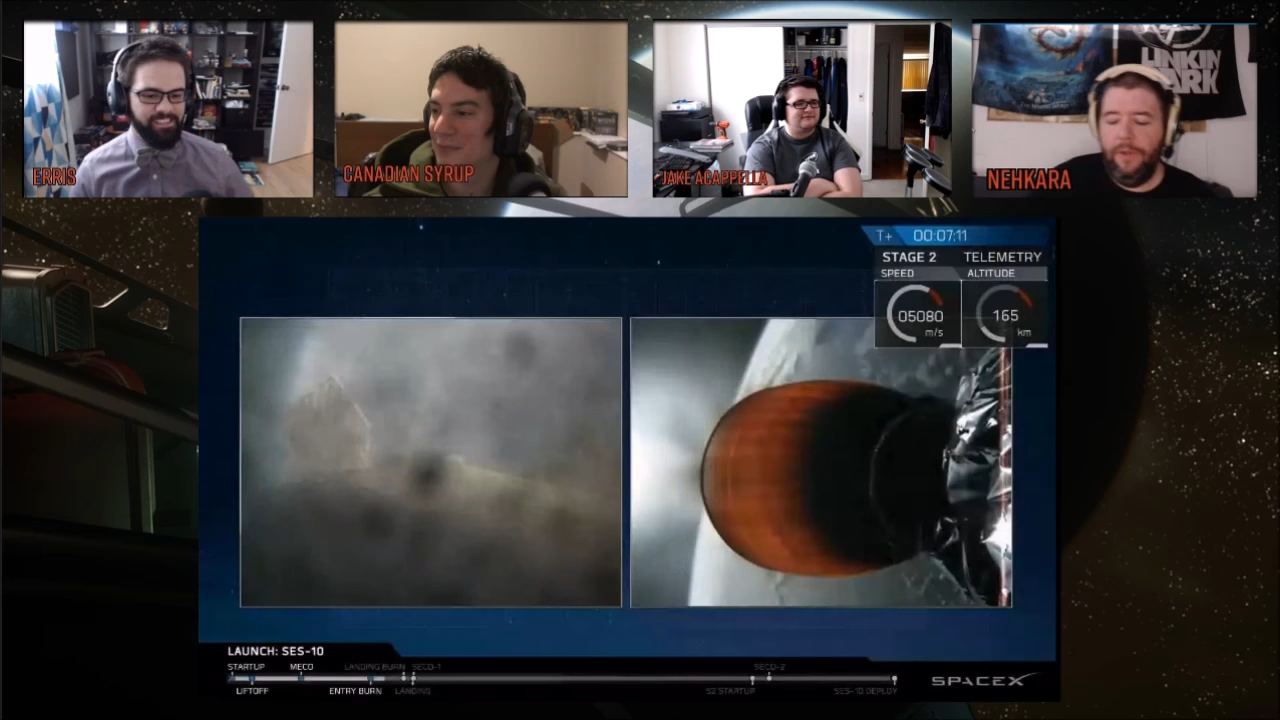 LINKIN
PARK
ERRIS
CANADIAN SYRUP
JAKE ACAPPELLA
NEHKARA
T+ 00:07:11
STAGE 2 TELEMETRY
SPEED ALTITUDE
05080 165
m/s km
LAUNCH: SES-10
STARTUP MECO LANDING BURN SECO-1 SECO-2
LIFTOFF ENTRY BURN LANDING S2 STARTUP SES-10 DEPLOY
SPACEX